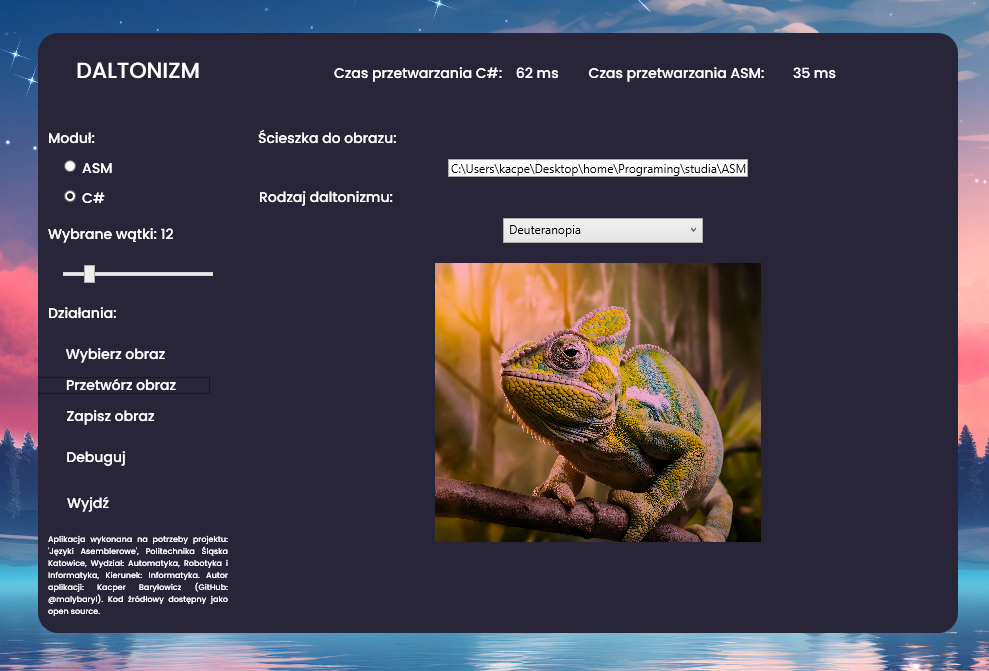 DALTONIZM
Czas przetwarzania C#: 62 ms Czas przetwarzania ASM: 35 ms
Moduł:
ASM
C#
Wybrane wątki: 12
Działania:
Wybierz obraz
Przetwórz obraz
Zapisz obraz
Debuguj
Wyjdź
Aplikacja wykonana na potrzeby projektu:
'Języki Asemblerowe', Politechnika Śląska
Katowice, Wydział: Automatyka, Robotyka i
Informatyka, Kierunek: Informatyka. Autor
aplikacji: Kacper Baryłowicz (GitHub:
@malybaryl). Kod źródłowy dostępny jako
open source.
Ścieszka do obrazu:
C:\Users\kacpe\Desktop\home\Programing\studia\ASM
Rodzaj daltonizmu:
Deuteranopia